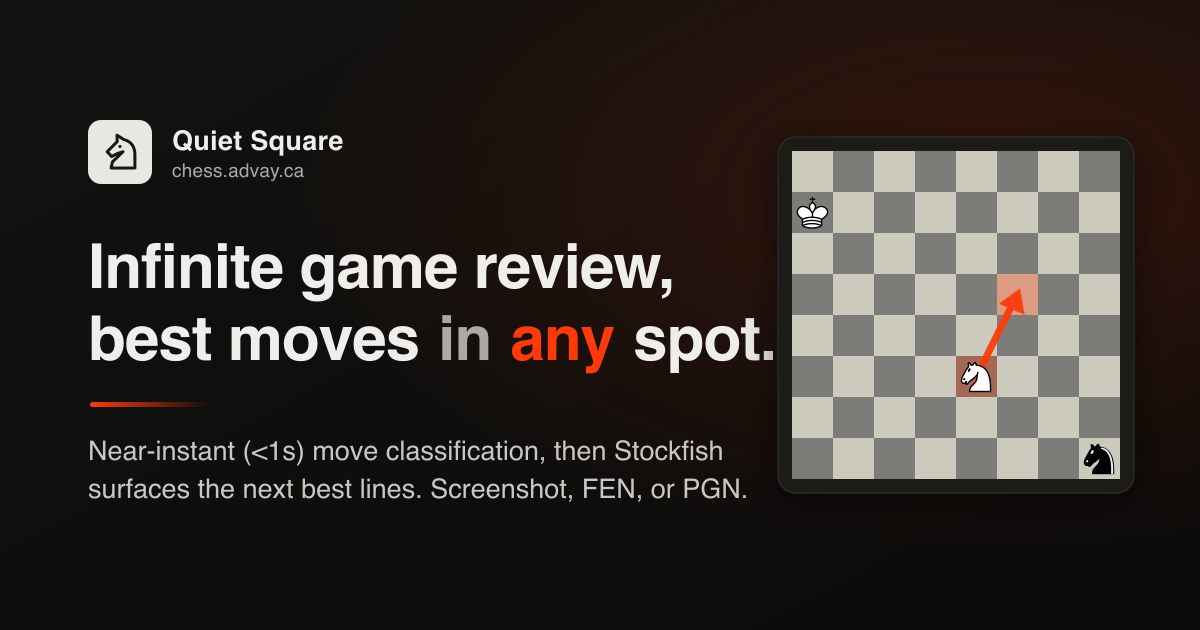 Quiet Square
chess.advay.ca
Infinite game review,
best moves in any spot.
Near-instant (<1s) move classification, then Stockfish
surfaces the next best lines. Screenshot, FEN, or PGN.